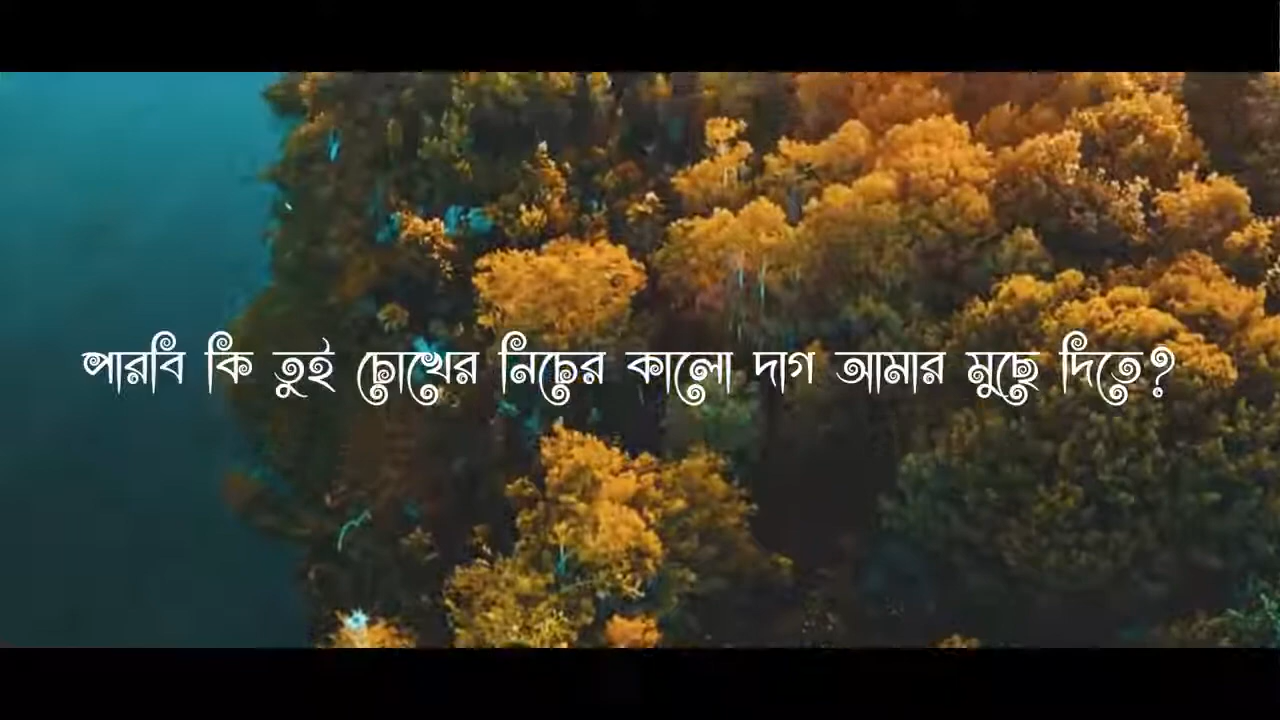 পারবি কি তুই চোখের নিচের কালো দাগ আমার মুছে দিতে?